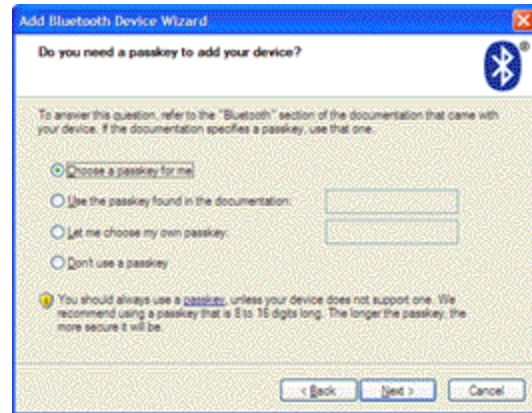 Add Bluetooth Device Wizard
Do you need a passkey to add your device?
®
To answer this question, refer to the "Bluetooth" section of the documentation that came with
your device. If the documentation specifies a passkey, use that one.
Choose a passkey for me
Use the passkey found in the documentation:
Let me choose my own passkey:
Don't use a passkey
You should always use a passkey, unless your device does not support one. We
recommend using a passkey that is 8 to 16 digits long. The longer the passkey, the
more secure it will be.
< Back Next > Cancel